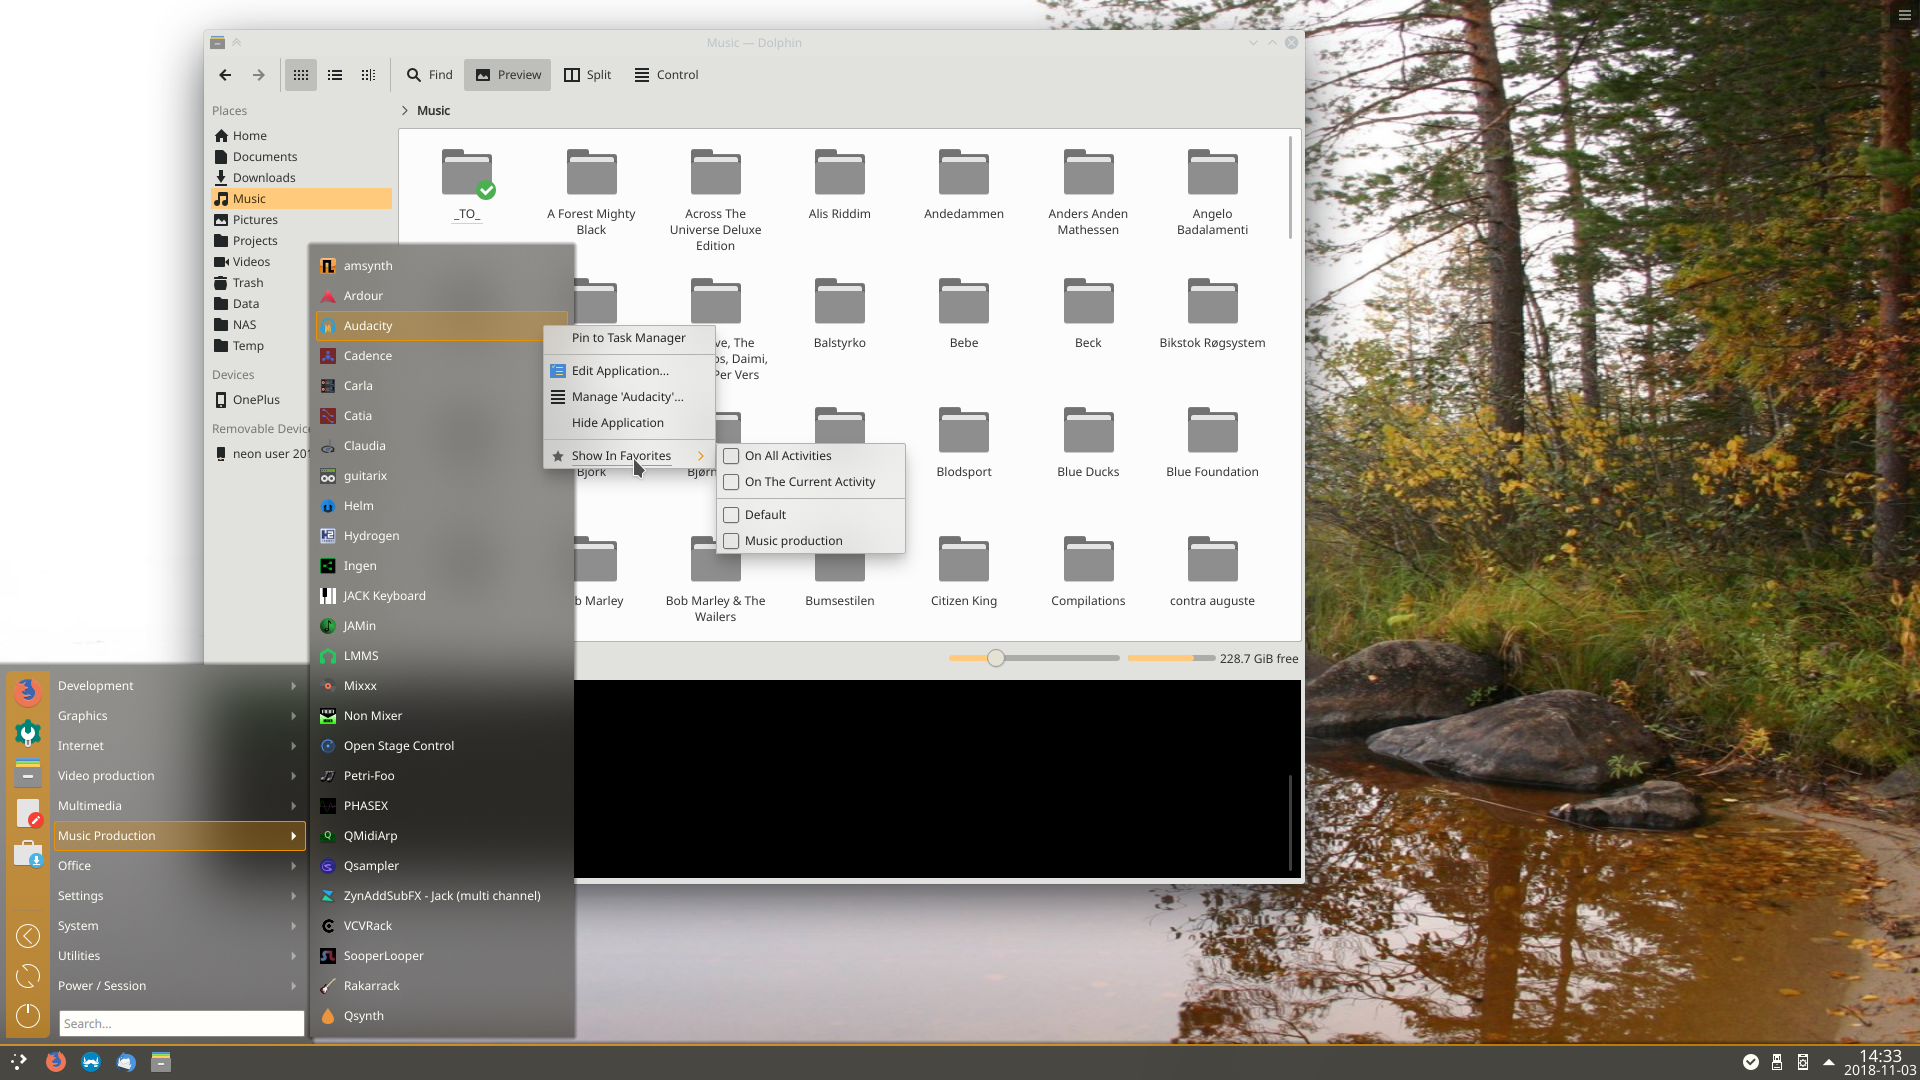 Music — Dolphin
Find
Preview
Split
Control
Places
Home
Documents
Downloads
Music
Pictures
Projects
Videos
Trash
Data
NAS
Temp
Devices
OnePlus
Removable Device
neon user 201
> Music
_TO_
A Forest Mighty
Black
Across The
Universe Deluxe
Edition
Alis Riddim
Andedammen
Anders Anden
Mathessen
Angelo
Badalamenti
ve, The
os, Daimi,
Per Vers
Balstyrko
Bebe
Beck
Bikstok Røgsystem
Björk
Bjørn
Blodsport
Blue Ducks
Blue Foundation
b Marley
Bob Marley & The
Wailers
Bumsestilen
Citizen King
Compilations
contra auguste
228.7 GiB free
amsynth
Ardour
Audacity
Cadence
Carla
Catia
Claudia
guitarix
Helm
Hydrogen
Ingen
JACK Keyboard
JAMin
LMMS
Mixxx
Non Mixer
Open Stage Control
Petri-Foo
PHASEX
QMidiArp
Qsampler
ZynAddSubFX - Jack (multi channel)
VCVRack
SooperLooper
Rakarrack
Qsynth
Pin to Task Manager
Edit Application...
Manage 'Audacity'...
Hide Application
Show In Favorites
On All Activities
On The Current Activity
Default
Music production
Development
Graphics
Internet
Video production
Multimedia
Music Production
Office
Settings
System
Utilities
Power / Session
Search...
14:33
2018-11-03